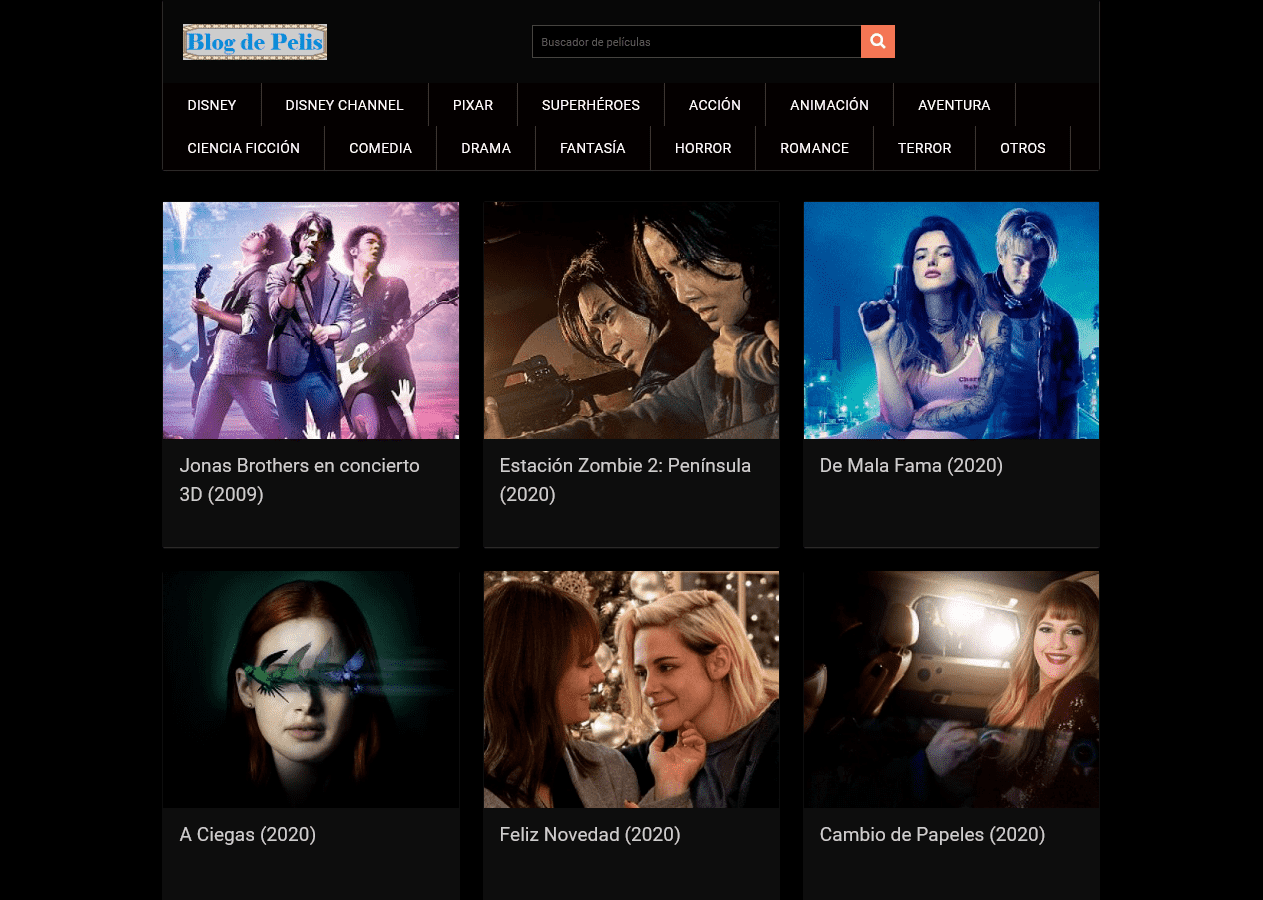 Blog de Pelis
Buscador de películas
DISNEY
DISNEY CHANNEL
PIXAR
SUPERHÉROES
ACCIÓN
ANIMACIÓN
AVENTURA
CIENCIA FICCIÓN
COMEDIA
DRAMA
FANTASÍA
HORROR
ROMANCE
TERROR
OTROS
Jonas Brothers en concierto
3D (2009)
Estación Zombie 2: Península
(2020)
De Mala Fama (2020)
A Ciegas (2020)
Feliz Novedad (2020)
Cambio de Papeles (2020)